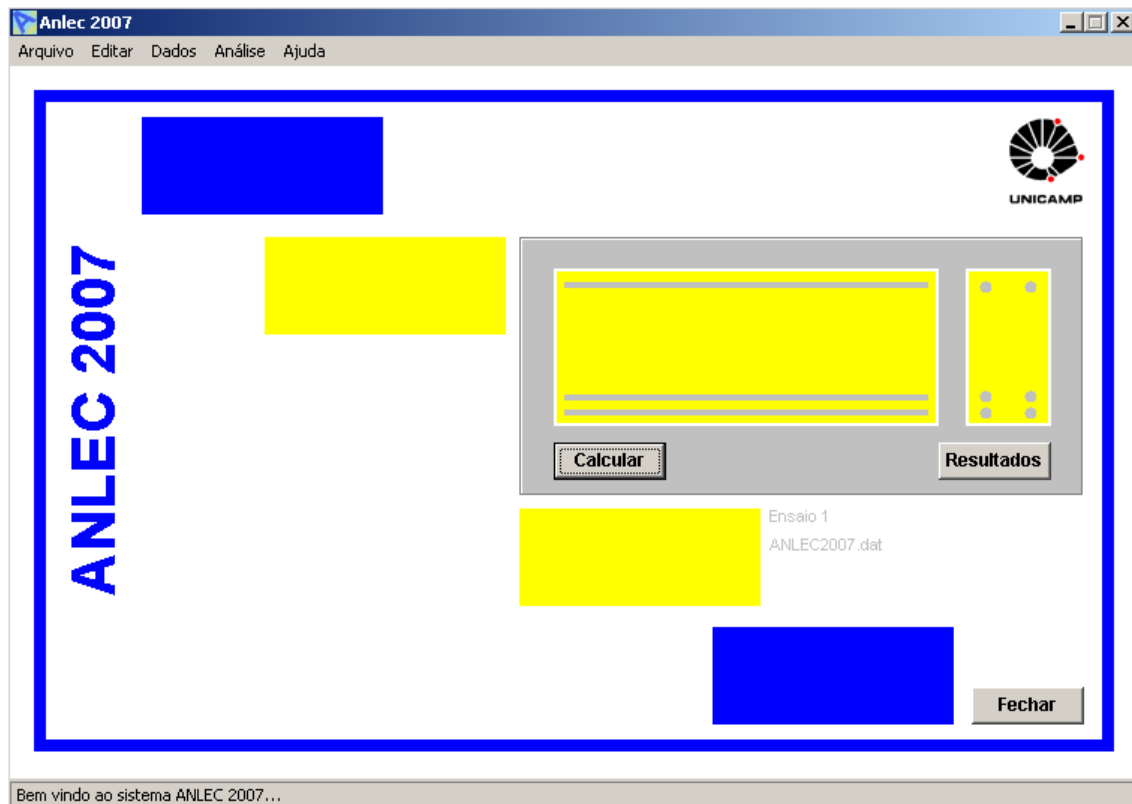 Anlec 2007
Arquivo Editar Dados Análise Ajuda
UNICAMP
ANLEC 2007
Calcular Resultados
Ensaio 1
ANLEC2007.dat
Fechar
Bem vindo ao sistema ANLEC 2007...